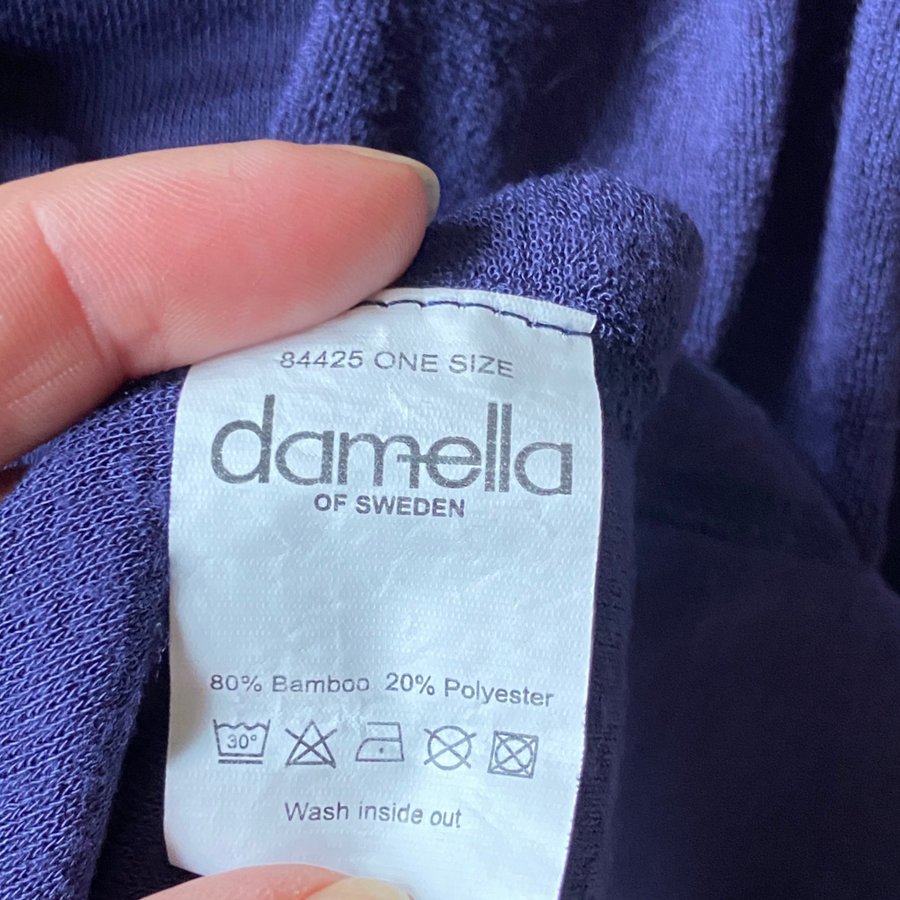 84425 ONE SIZE
damella
OF SWEDEN
80% Bamboo 20% Polyester
30°
Wash inside out